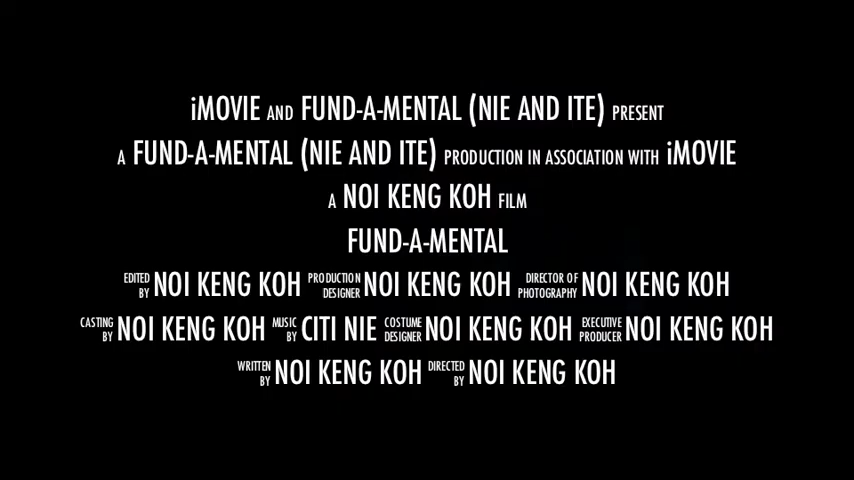 iMOVIE AND FUND-A-MENTAL (NIE AND ITE) PRESENT
A FUND-A-MENTAL (NIE AND ITE) PRODUCTION IN ASSOCIATION WITH iMOVIE
A NOI KENG KOH FILM
FUND-A-MENTAL
EDITED BY NOI KENG KOH PRODUCTION DESIGNER NOI KENG KOH DIRECTOR OF PHOTOGRAPHY NOI KENG KOH
CASTING BY NOI KENG KOH MUSIC BY CITI NIE COSTUME DESIGNER NOI KENG KOH EXECUTIVE PRODUCER NOI KENG KOH
WRITTEN BY NOI KENG KOH DIRECTED BY NOI KENG KOH